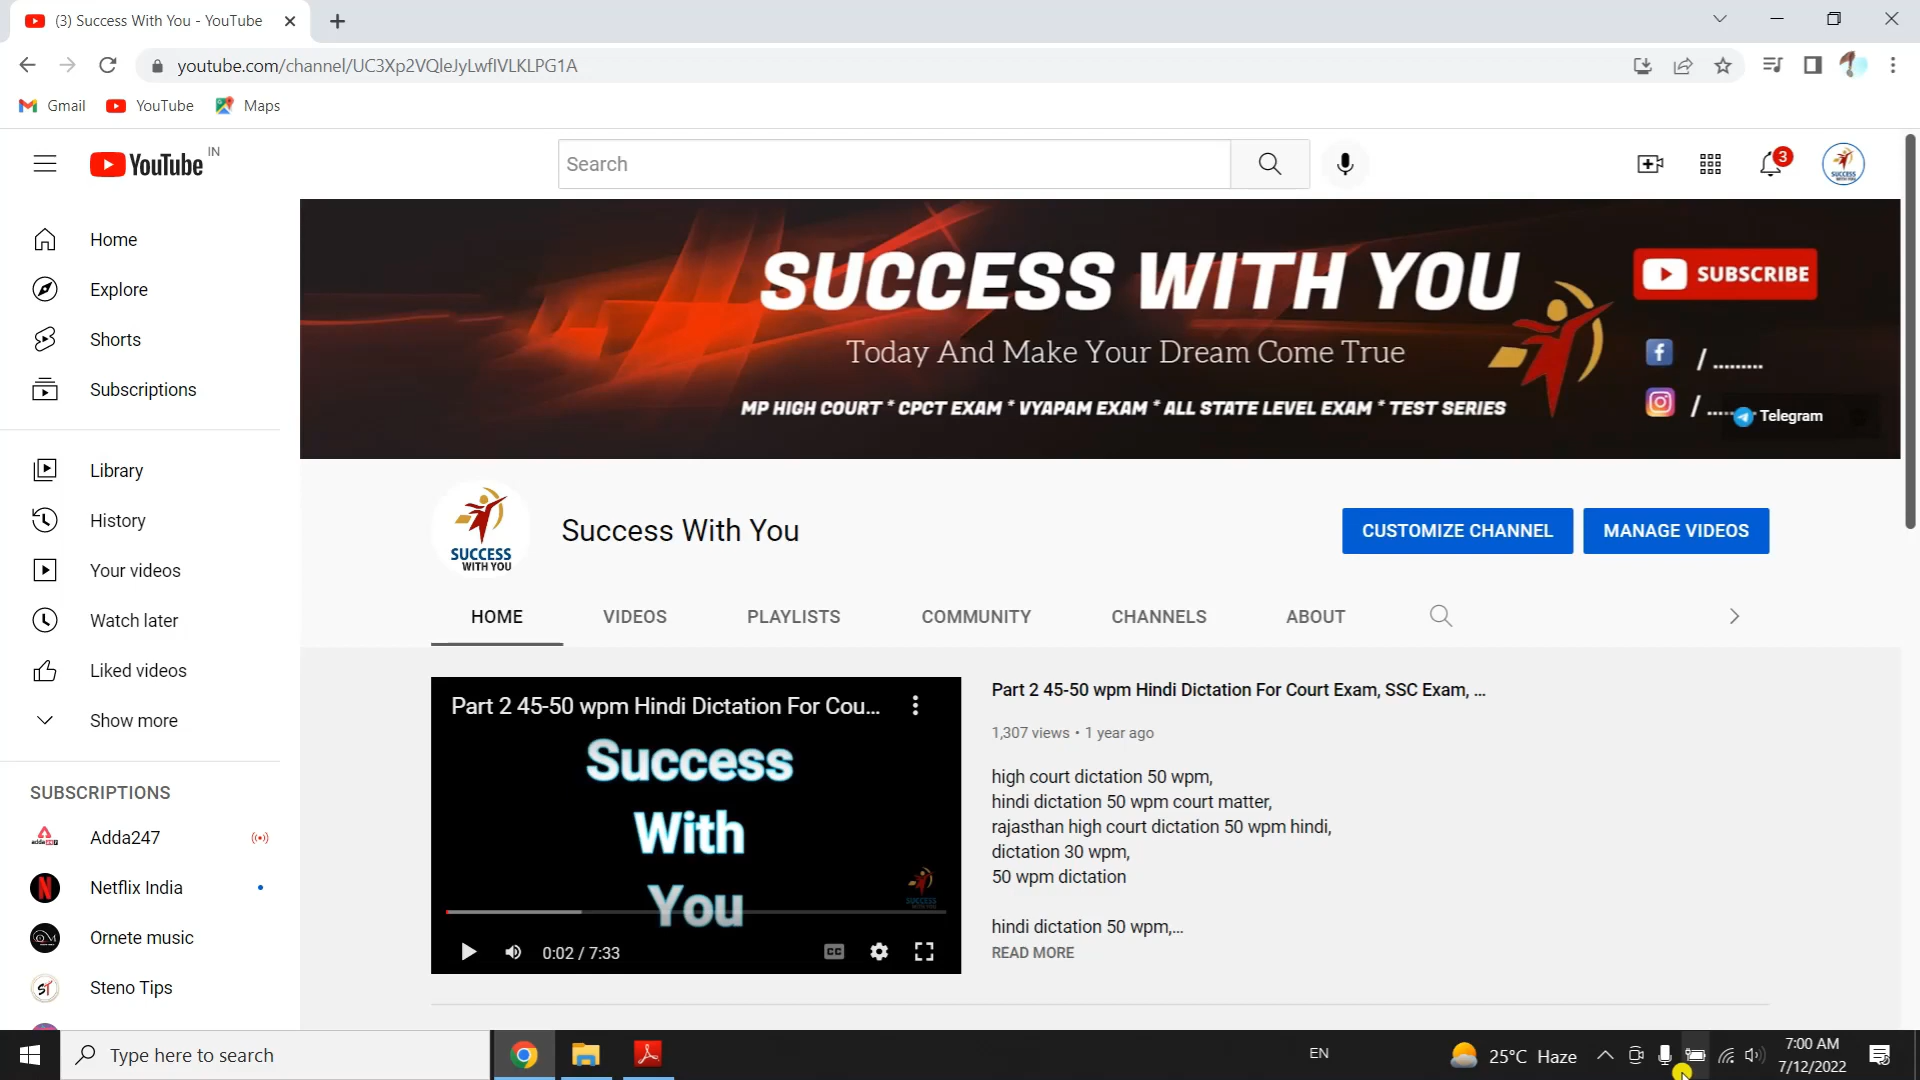 (3) Success With You - YouTube
youtube.com/channel/UC3Xp2VQleJyLwflVLKLPG1A
Gmail YouTube Maps
YouTube IN
Search
3
SUCCESS WITH YOU
Home
Explore
Shorts
Subscriptions
Library
History
Your videos
Watch later
Liked videos
Show more
SUBSCRIPTIONS
Adda247
Netflix India
Ornete music
Steno Tips
SUCCESS WITH YOU
Today And Make Your Dream Come True
MP HIGH COURT * CPCT EXAM * VYAPAM EXAM * ALL STATE LEVEL EXAM * TEST SERIES
SUBSCRIBE
/ .........
/ .....
Telegram
SUCCESS
WITH YOU
Success With You
CUSTOMIZE CHANNEL MANAGE VIDEOS
HOME VIDEOS PLAYLISTS COMMUNITY CHANNELS ABOUT
Part 2 45-50 wpm Hindi Dictation For Cou...
Success
With
You
0:02 / 7:33
CC
Part 2 45-50 wpm Hindi Dictation For Court Exam, SSC Exam, ...
1,307 views • 1 year ago
high court dictation 50 wpm,
hindi dictation 50 wpm court matter,
rajasthan high court dictation 50 wpm hindi,
dictation 30 wpm,
50 wpm dictation
hindi dictation 50 wpm,...
READ MORE
Type here to search
EN
25°C Haze
7:00 AM
7/12/2022